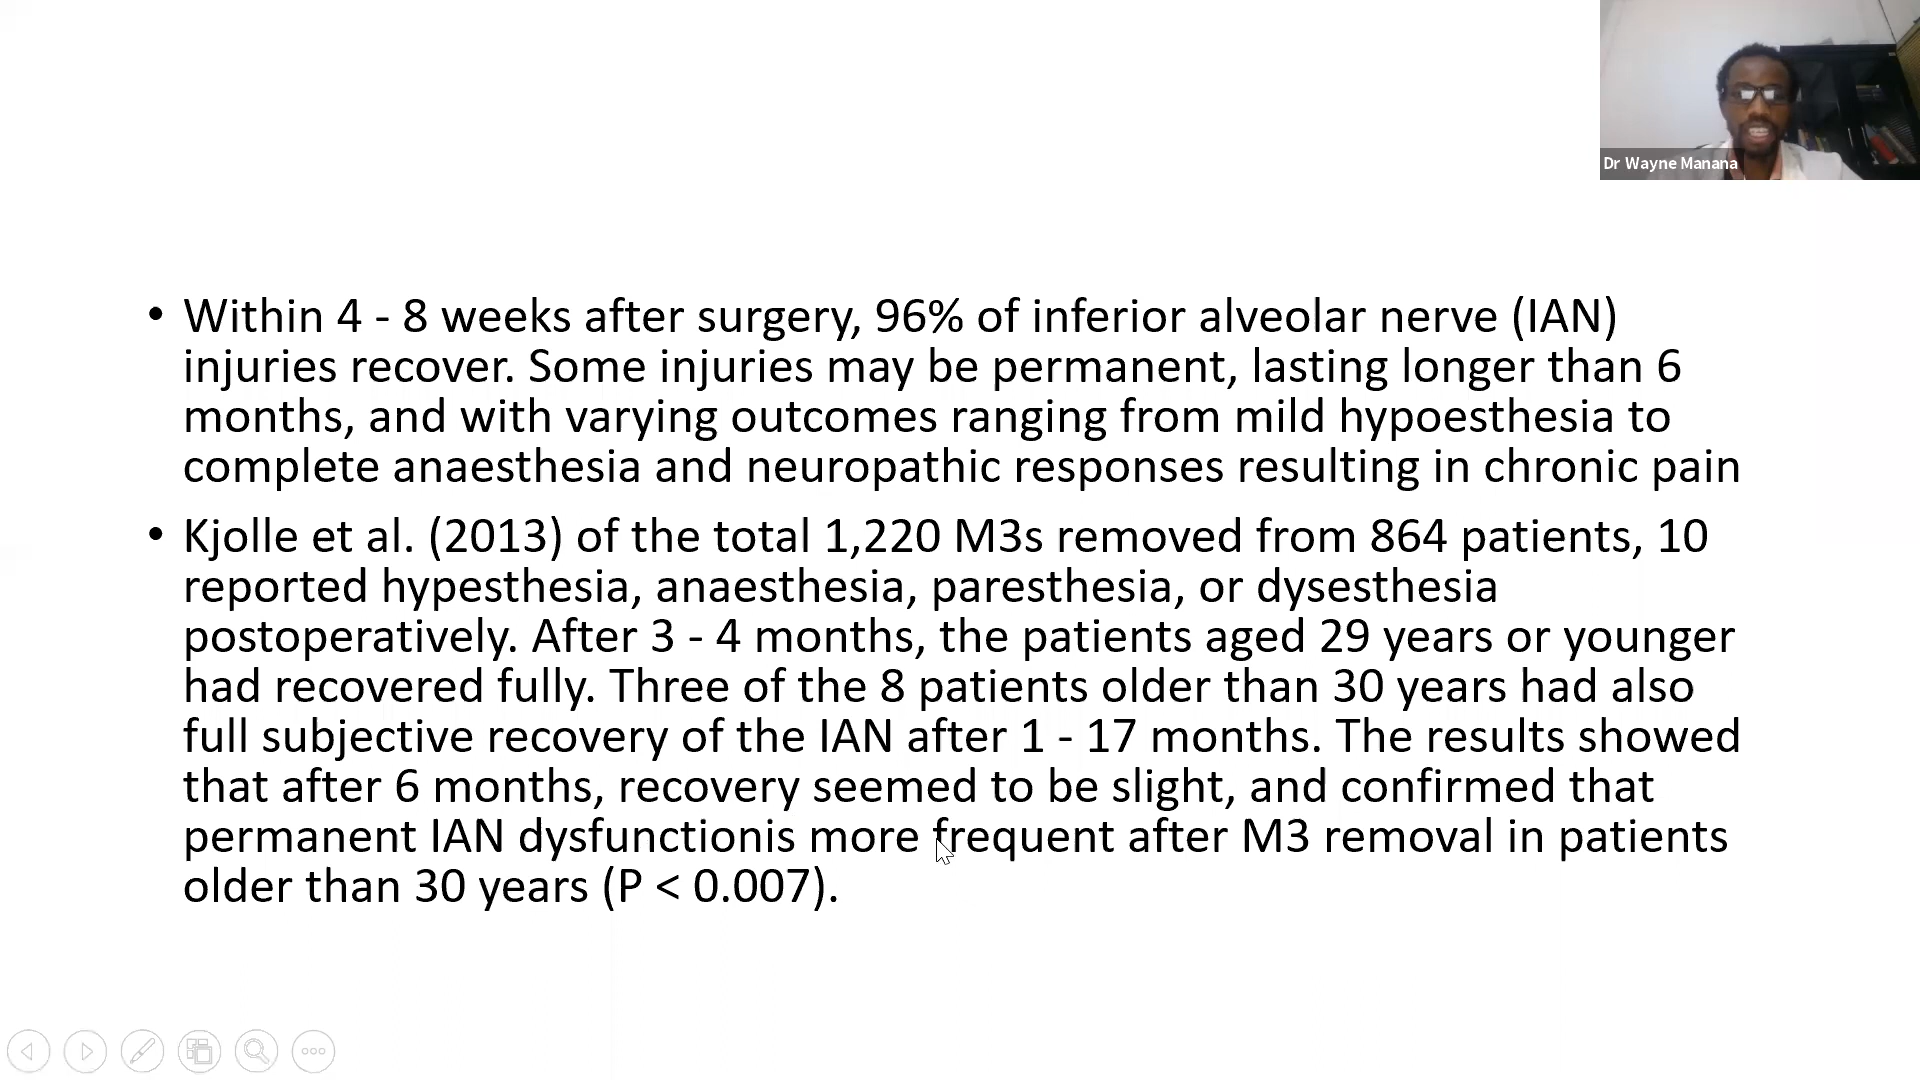 Dr Wayne Manana
• Within 4 - 8 weeks after surgery, 96% of inferior alveolar nerve (IAN)
injuries recover. Some injuries may be permanent, lasting longer than 6
months, and with varying outcomes ranging from mild hypoesthesia to
complete anaesthesia and neuropathic responses resulting in chronic pain
• Kjolle et al. (2013) of the total 1,220 M3s removed from 864 patients, 10
reported hypesthesia, anaesthesia, paresthesia, or dysesthesia
postoperatively. After 3 - 4 months, the patients aged 29 years or younger
had recovered fully. Three of the 8 patients older than 30 years had also
full subjective recovery of the IAN after 1 - 17 months. The results showed
that after 6 months, recovery seemed to be slight, and confirmed that
permanent IAN dysfunctionis more frequent after M3 removal in patients
older than 30 years (P < 0.007).